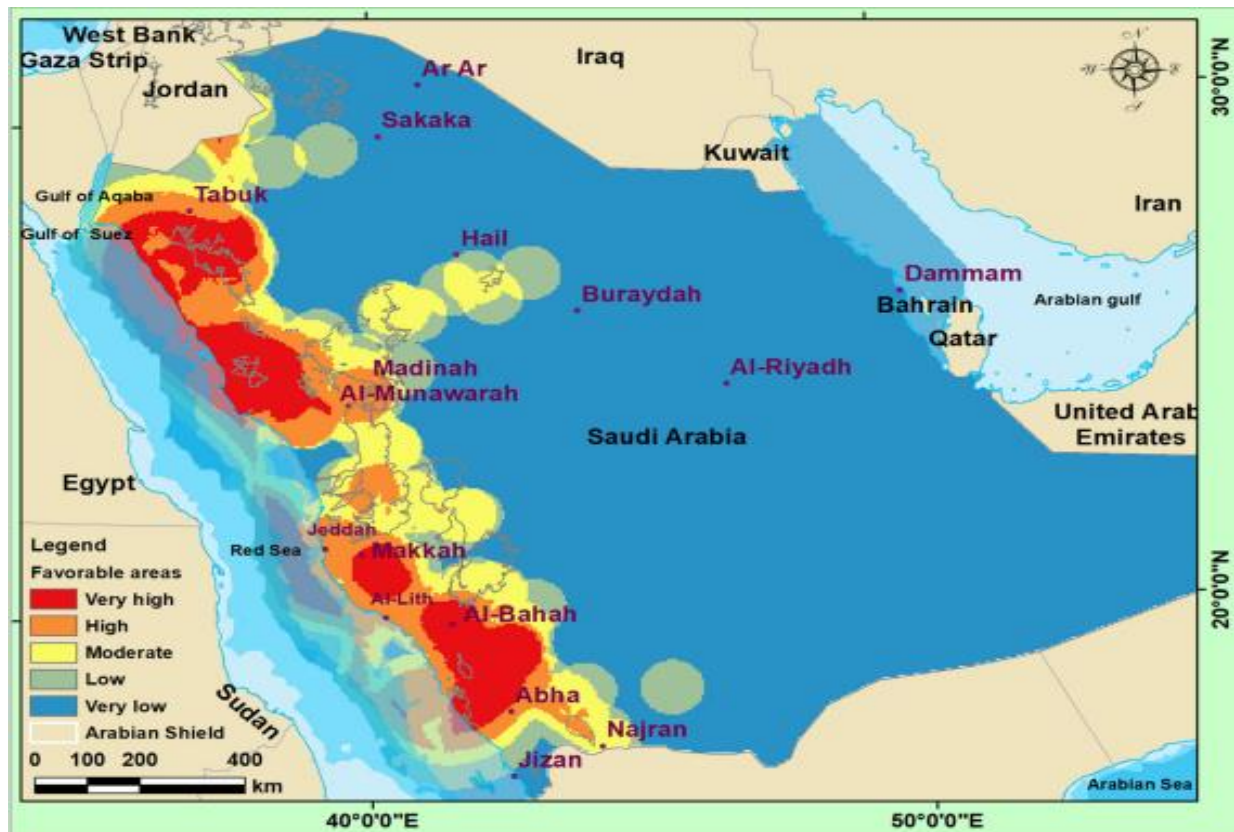 West Bank
Gaza Strip
Jordan
Ar Ar
Iraq
N
W
E
S
30°0'0"N
Sakaka
Kuwait
Gulf of Aqaba
Tabuk
Iran
Gulf of Suez
Hail
Dammam
Buraydah
Bahrain
Arabian gulf
Qatar
Madinah
Al-Riyadh
Al-Munawarah
United Arab
Emirates
Saudi Arabia
Egypt
Jeddah
Red Sea
Makkah
Legend
Favorable areas
Very high
High
Moderate
Low
Very low
Arabian Shield
0 100 200 400
km
Al-Lith
Al-Bahah
20°0'0"N
Sudan
Abha
Najran
Jizan
Arabian Sea
40°0'0"E
50°0'0"E